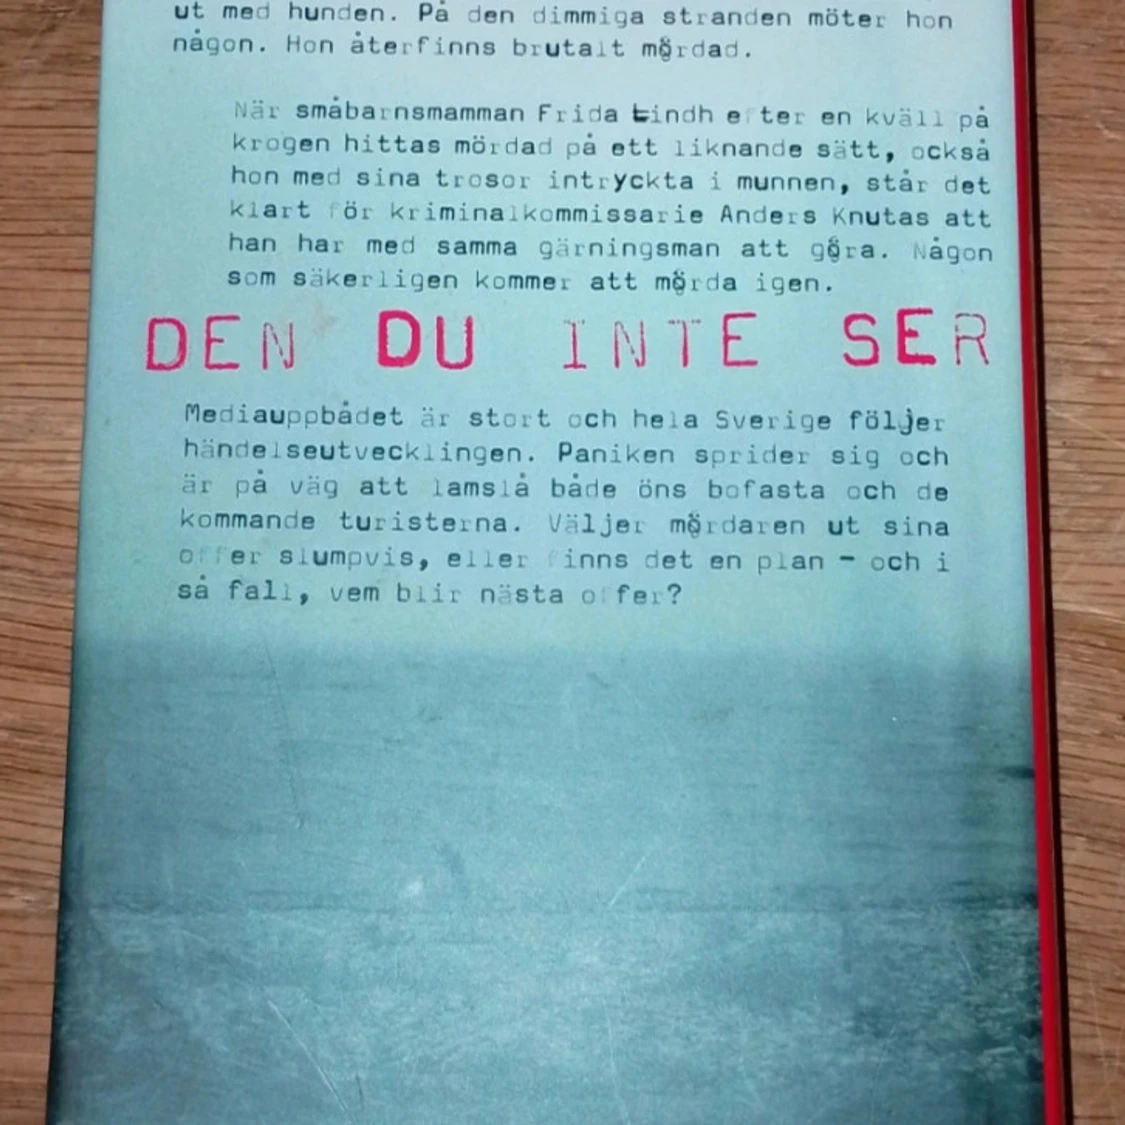 ut med hunden. På den dimmiga stranden möter hon
någon. Hon återfinns brutalt mördad.
När småbarnsmamman Frida Lindh efter en kväll på
krogen hittas mördad på ett liknande sätt, också
hon med sina trosor intryckta i munnen, står det
klart för kriminalkommissarie Anders Knutas att
han har med samma gärningsman att göra. Någon
som säkerligen kommer att mörda igen.
DEN DU INTE SER
Mediauppbådet är stort och hela Sverige följer
händelseutvecklingen. Paniken sprider sig och
är på väg att lamslå både öns bofasta och de
kommande turisterna. Väljer mördaren ut sina
offer slumpvis, eller finns det en plan – och i
så fall, vem blir nästa offer?